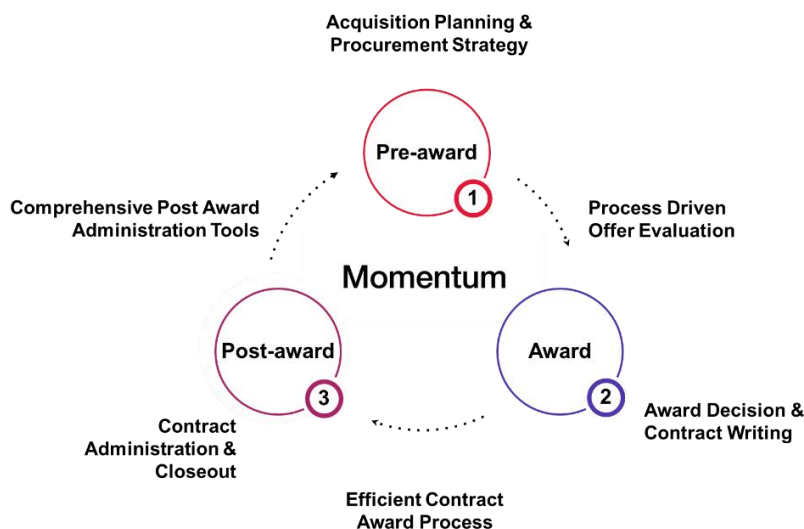 Acquisition Planning &
Procurement Strategy
Pre-award
1
Comprehensive Post Award
Administration Tools
Process Driven
Offer Evaluation
Momentum
Post-award
3
Award
2
Contract
Administration &
Closeout
Award Decision &
Contract Writing
Efficient Contract
Award Process